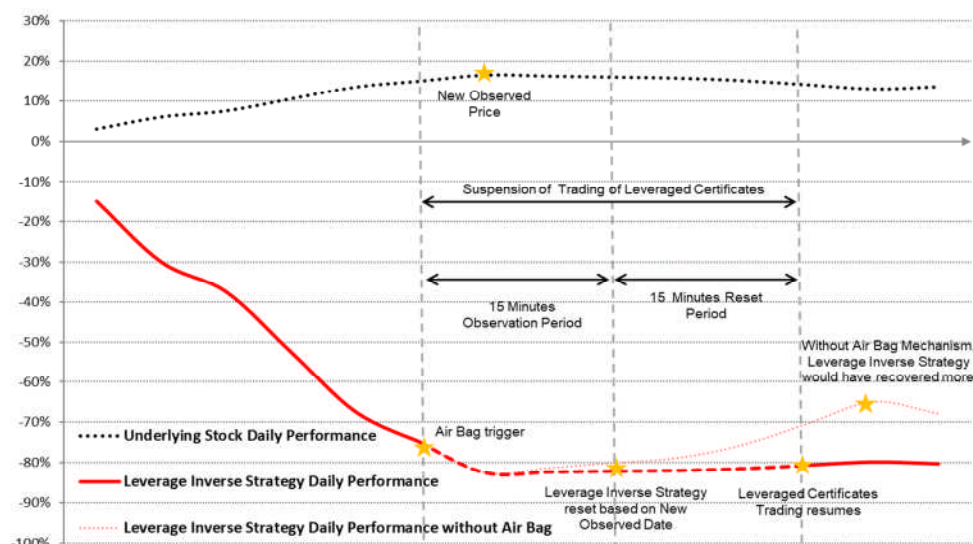 30%
20%
New Observed
Price
10%
0%
-10%
Suspension of Trading of Leveraged Certificates
-20%
-30%
15 Minutes
Observation Period
15 Minutes Reset
Period
-40%
-50%
Without Air Bag Mechanism,
Leverage Inverse Strategy
would have recovered more
-60%
-70%
Underlying Stock Daily Performance
Air Bag trigger
-80%
Leverage Inverse Strategy Daily Performance
Leverage Inverse Strategy
reset based on New
Observed Date
Leveraged Certificates
Trading resumes
-90%
Leverage Inverse Strategy Daily Performance without Air Bag
-100%